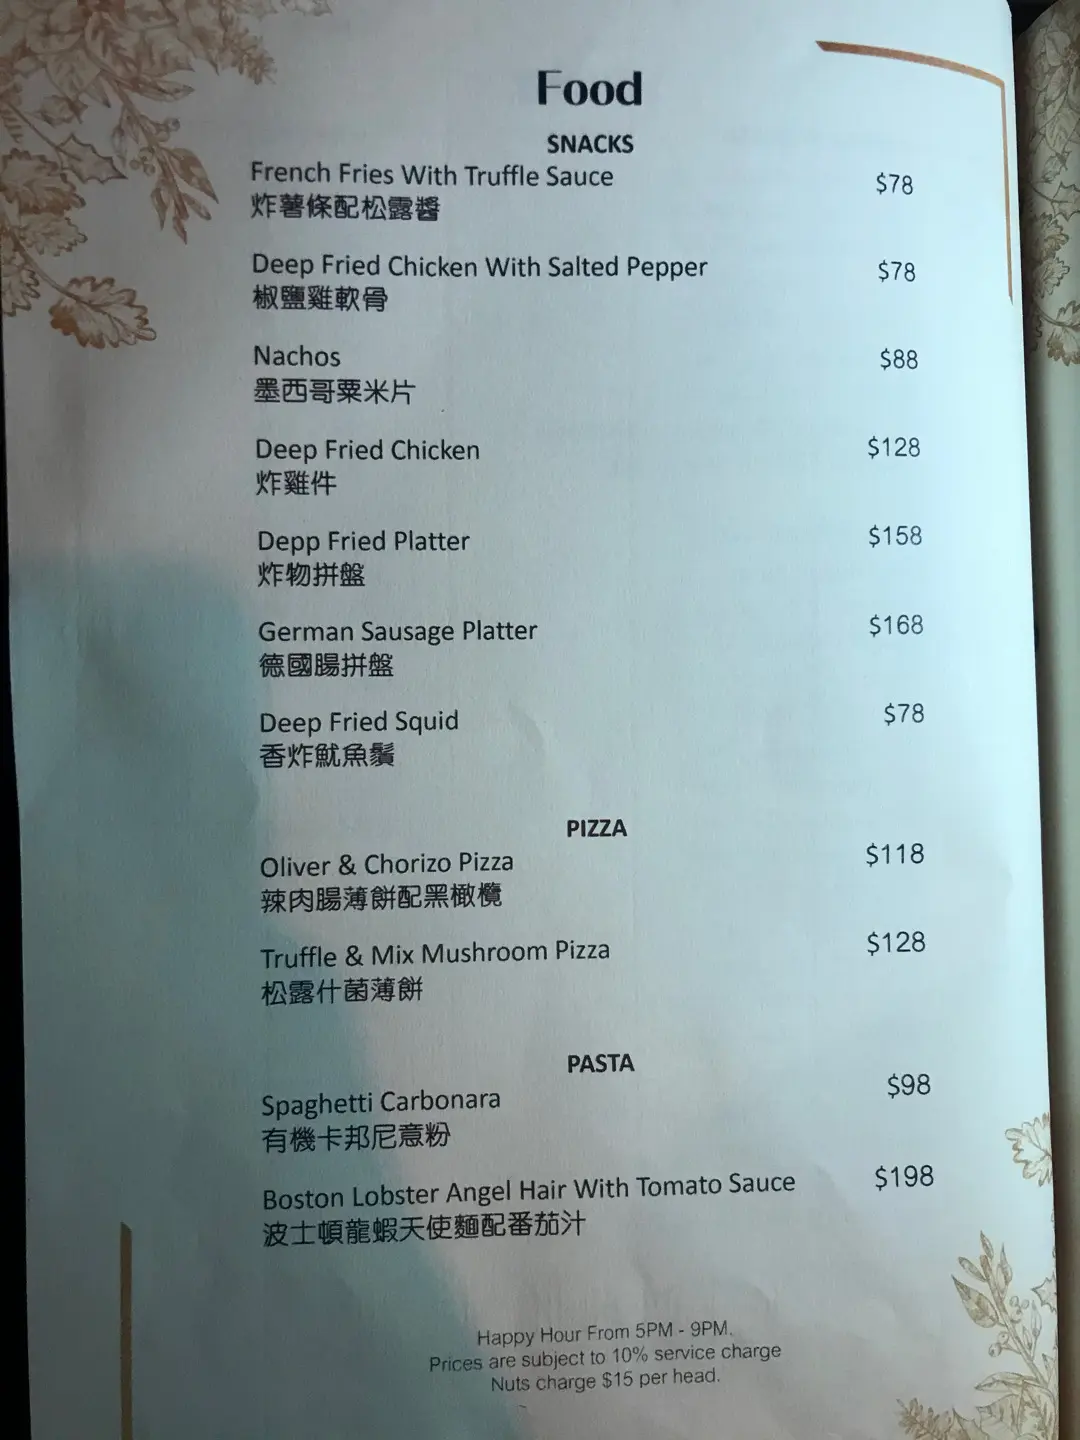 Food
SNACKS
French Fries With Truffle Sauce $78
炸薯條配松露醬
Deep Fried Chicken With Salted Pepper $78
椒鹽雞軟骨
Nachos $88
墨西哥粟米片
Deep Fried Chicken $128
炸雞件
Depp Fried Platter $158
炸物拼盤
German Sausage Platter $168
德國腸拼盤
Deep Fried Squid $78
香炸魷魚鬚
PIZZA
Oliver & Chorizo Pizza $118
辣肉腸薄餅配黑橄欖
Truffle & Mix Mushroom Pizza $128
松露什菌薄餅
PASTA
Spaghetti Carbonara $98
有機卡邦尼意粉
Boston Lobster Angel Hair With Tomato Sauce $198
波士頓龍蝦天使麵配番茄汁
Happy Hour From 5PM - 9PM.
Prices are subject to 10% service charge
Nuts charge $15 per head.